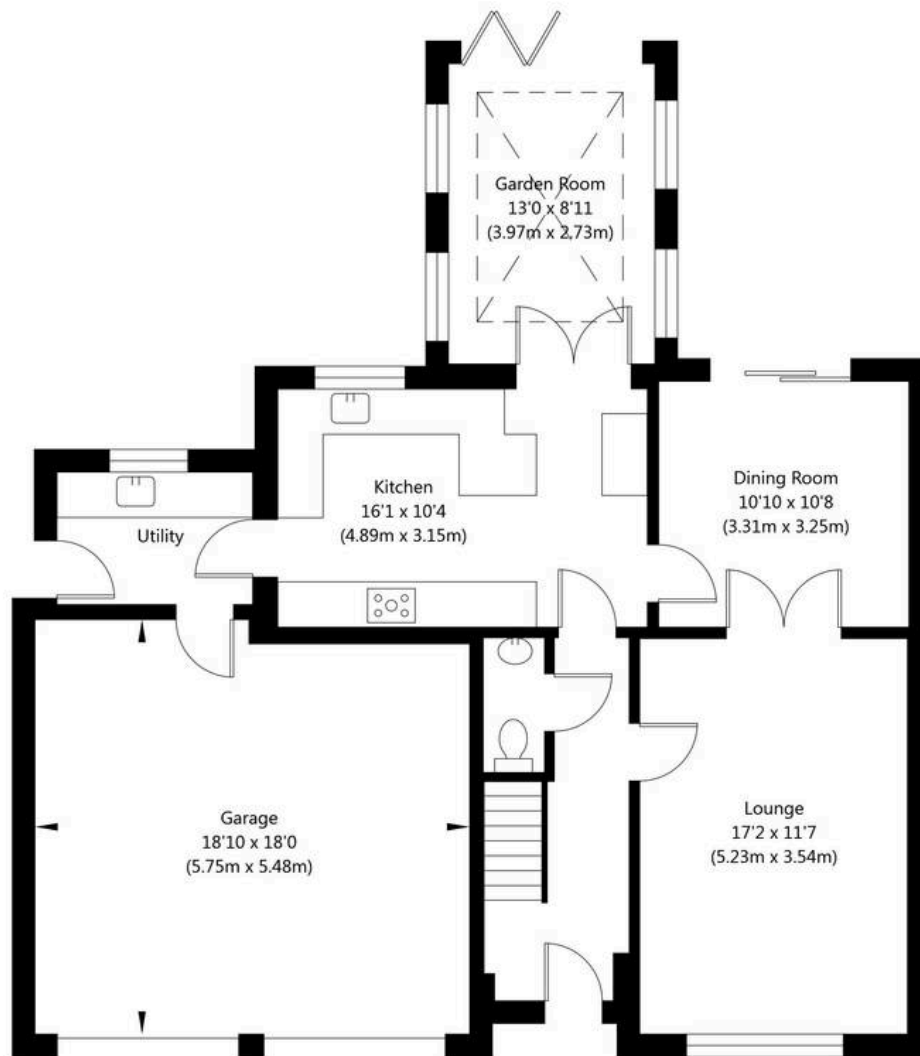 Garden Room
13'0 x 8'11
(3.97m x 2.73m)
Kitchen
16'1 x 10'4
(4.89m x 3.15m)
Dining Room
10'10 x 10'8
(3.31m x 3.25m)
Utility
Garage
18'10 x 18'0
(5.75m x 5.48m)
Lounge
17'2 x 11'7
(5.23m x 3.54m)